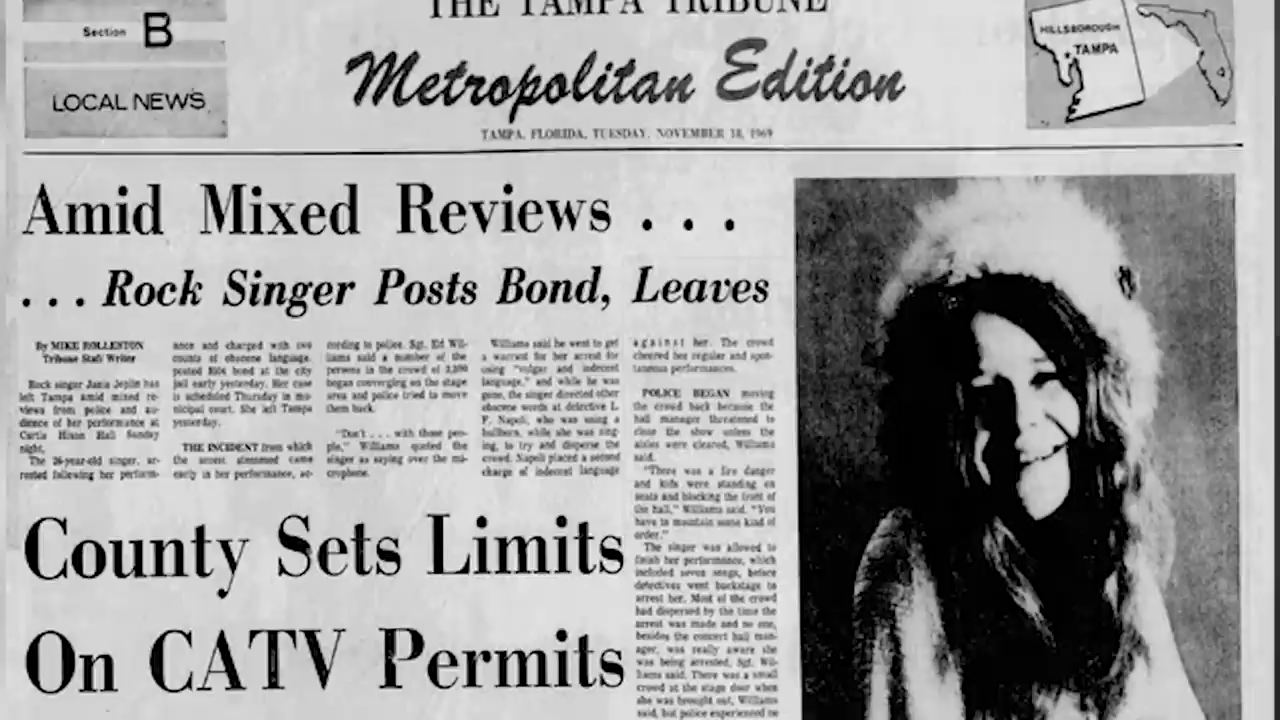 THE TAMPA TRIBUNE
Section B
LOCAL NEWS
Metropolitan Edition
HILLSBOROUGH
TAMPA
TAMPA, FLORIDA, TUESDAY, NOVEMBER 18, 1969
Amid Mixed Reviews . . .
. . . Rock Singer Posts Bond, Leaves
By MIKE ROLLESTON
Tribune Staff Writer
Rock singer Janis Joplin has
left Tampa amid mixed re-
views from police and au-
dience of her performance at
Curtis Hixon Hall Sunday
night.
The 26-year-old singer, ar-
rested following her perform-
ance and charged with two
counts of obscene language,
posted $504 bond at the city
jail early yesterday. Her case
is scheduled Thursday in mu-
nicipal court. She left Tampa
yesterday.
THE INCIDENT from which
the arrest stemmed came
early in her performance, ac-
cording to police. Sgt. Ed Wil-
liams said a number of the
persons in the crowd of 3,500
began converging on the stage
area and police tried to move
them back.
"Don't . . . with those peo-
ple," Williams quoted the
singer as saying over the mi-
crophone.
Williams said he went to get
a warrant for her arrest for
using "vulgar and indecent
language," and while he was
gone, the singer directed other
obscene words at detective L.
F. Napoli, who was using a
bullhorn, while she was sing-
ing, to try and disperse the
crowd. Napoli placed a second
charge of indecent language
against her. The crowd
cheered her regular and spon-
taneous performances.
POLICE BEGAN moving
the crowd back because the
hall manager threatened to
close the show unless the
aisles were cleared, Williams
said.
"There was a fire danger
and kids were standing on
seats and blocking the front of
the hall," Williams said. "You
have to maintain some kind of
order."
The singer was allowed to
finish her performance, which
included seven songs, before
detectives went backstage to
arrest her. Most of the crowd
had dispersed by the time the
arrest was made and no one,
besides the concert hall man-
ager, was really aware she
was being arrested, Sgt. Wil-
liams said. There was a small
crowd at the stage door when
she was brought out, Williams
said, but police experienced no
County Sets Limits
On CATV Permits